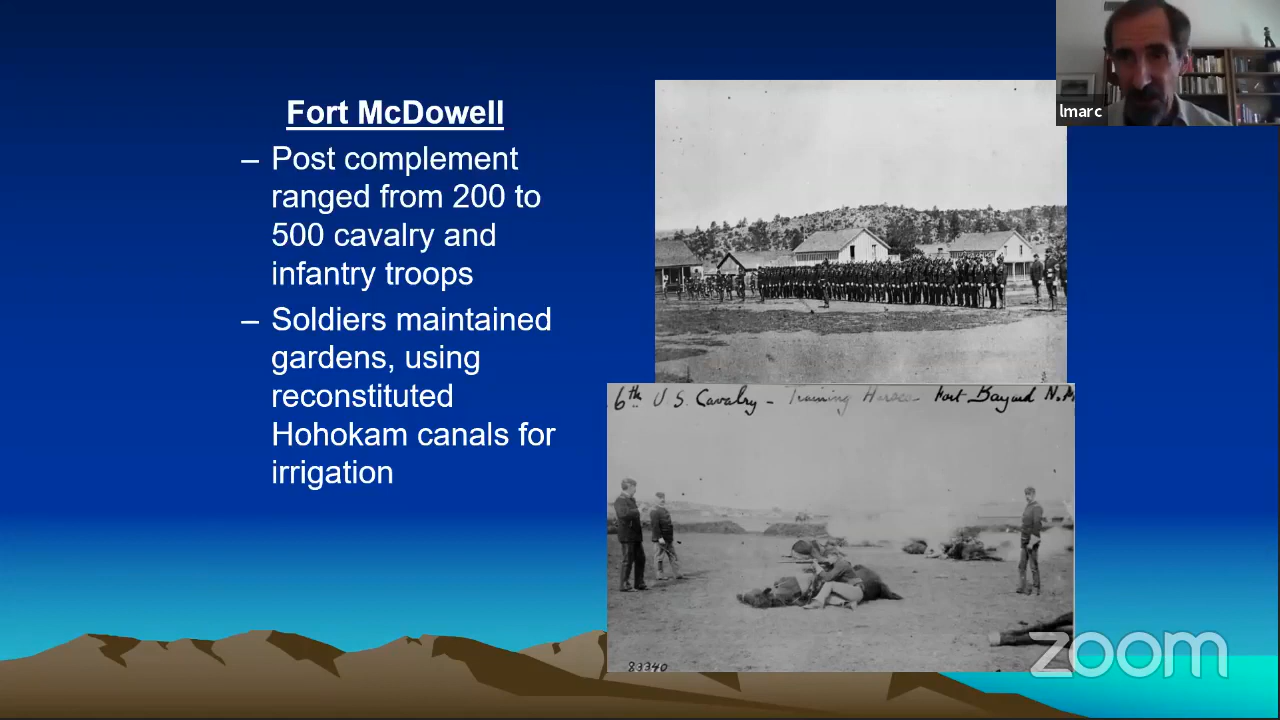 Fort McDowell
– Post complement
ranged from 200 to
500 cavalry and
infantry troops
– Soldiers maintained
gardens, using
reconstituted
Hohokam canals for
irrigation
lmarc
6th U.S. Cavalry – Training Horses Fort Bayard N.M.
83340
zoom